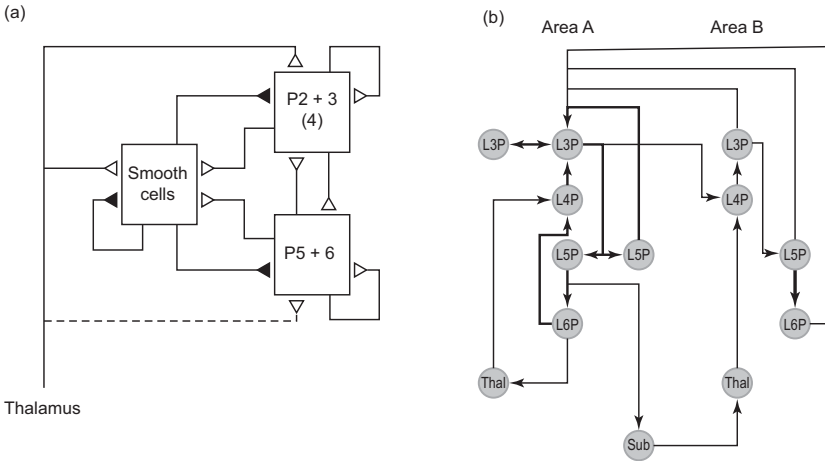 (a)
P2 + 3
(4)
Smooth
cells
P5 + 6
Thalamus
(b)
Area A
Area B
L3P
L3P
L3P
L4P
L4P
L5P
L5P
L5P
L6P
L6P
Thal
Thal
Sub